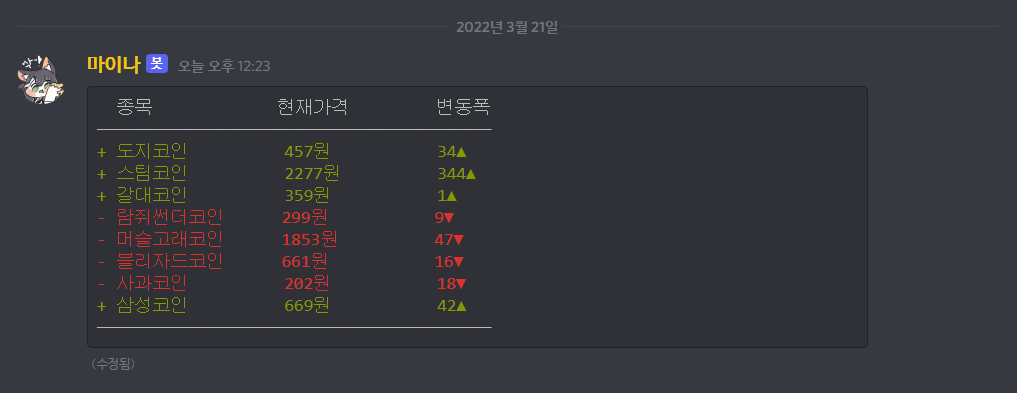 2022년 3월 21일
마이나 봇 오늘 오후 12:23
종목 현재가격 변동폭
+ 도지코인 457원 34▲
+ 스팀코인 2277원 344▲
+ 갈대코인 359원 1▲
- 람쥐썬더코인 299원 9▼
- 머슬고래코인 1853원 47▼
- 블리자드코인 661원 16▼
- 사과코인 202원 18▼
+ 삼성코인 669원 42▲
(수정됨)